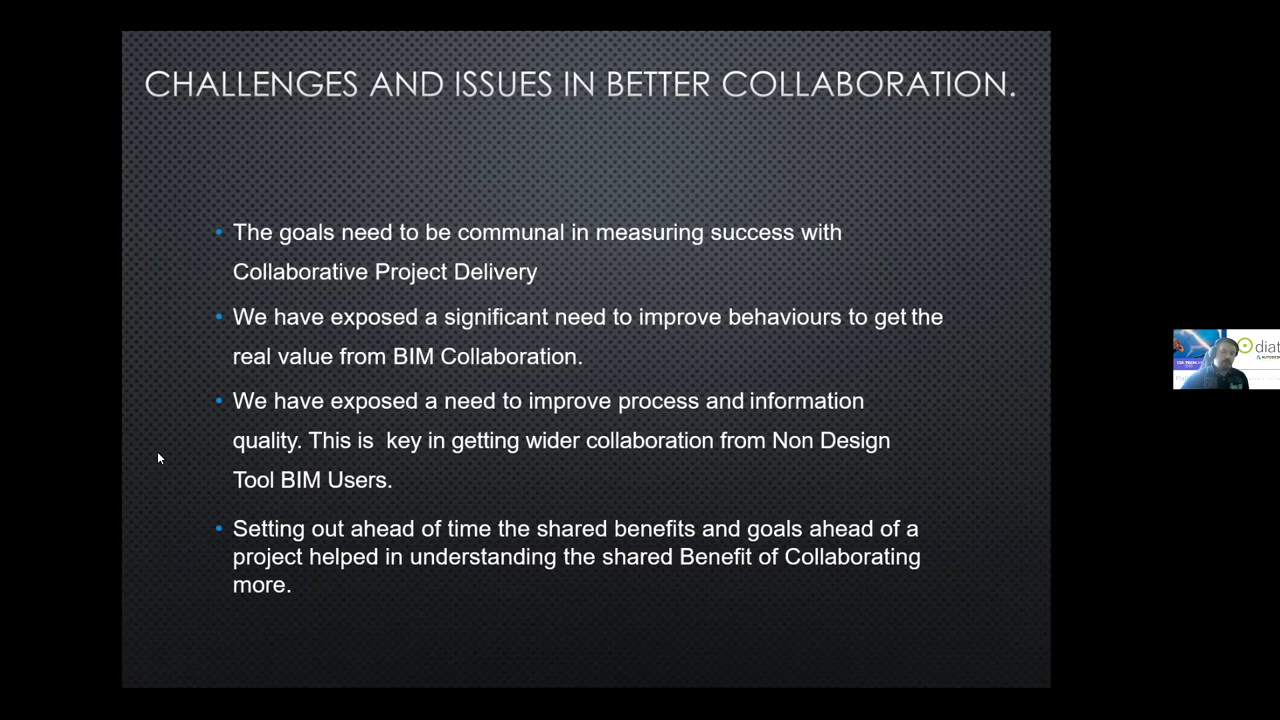 CHALLENGES AND ISSUES IN BETTER COLLABORATION.
• The goals need to be communal in measuring success with
Collaborative Project Delivery
• We have exposed a significant need to improve behaviours to get the
real value from BIM Collaboration.
• We have exposed a need to improve process and information
quality. This is  key in getting wider collaboration from Non Design
Tool BIM Users.
• Setting out ahead of time the shared benefits and goals ahead of a
project helped in understanding the shared Benefit of Collaborating
more.
diat